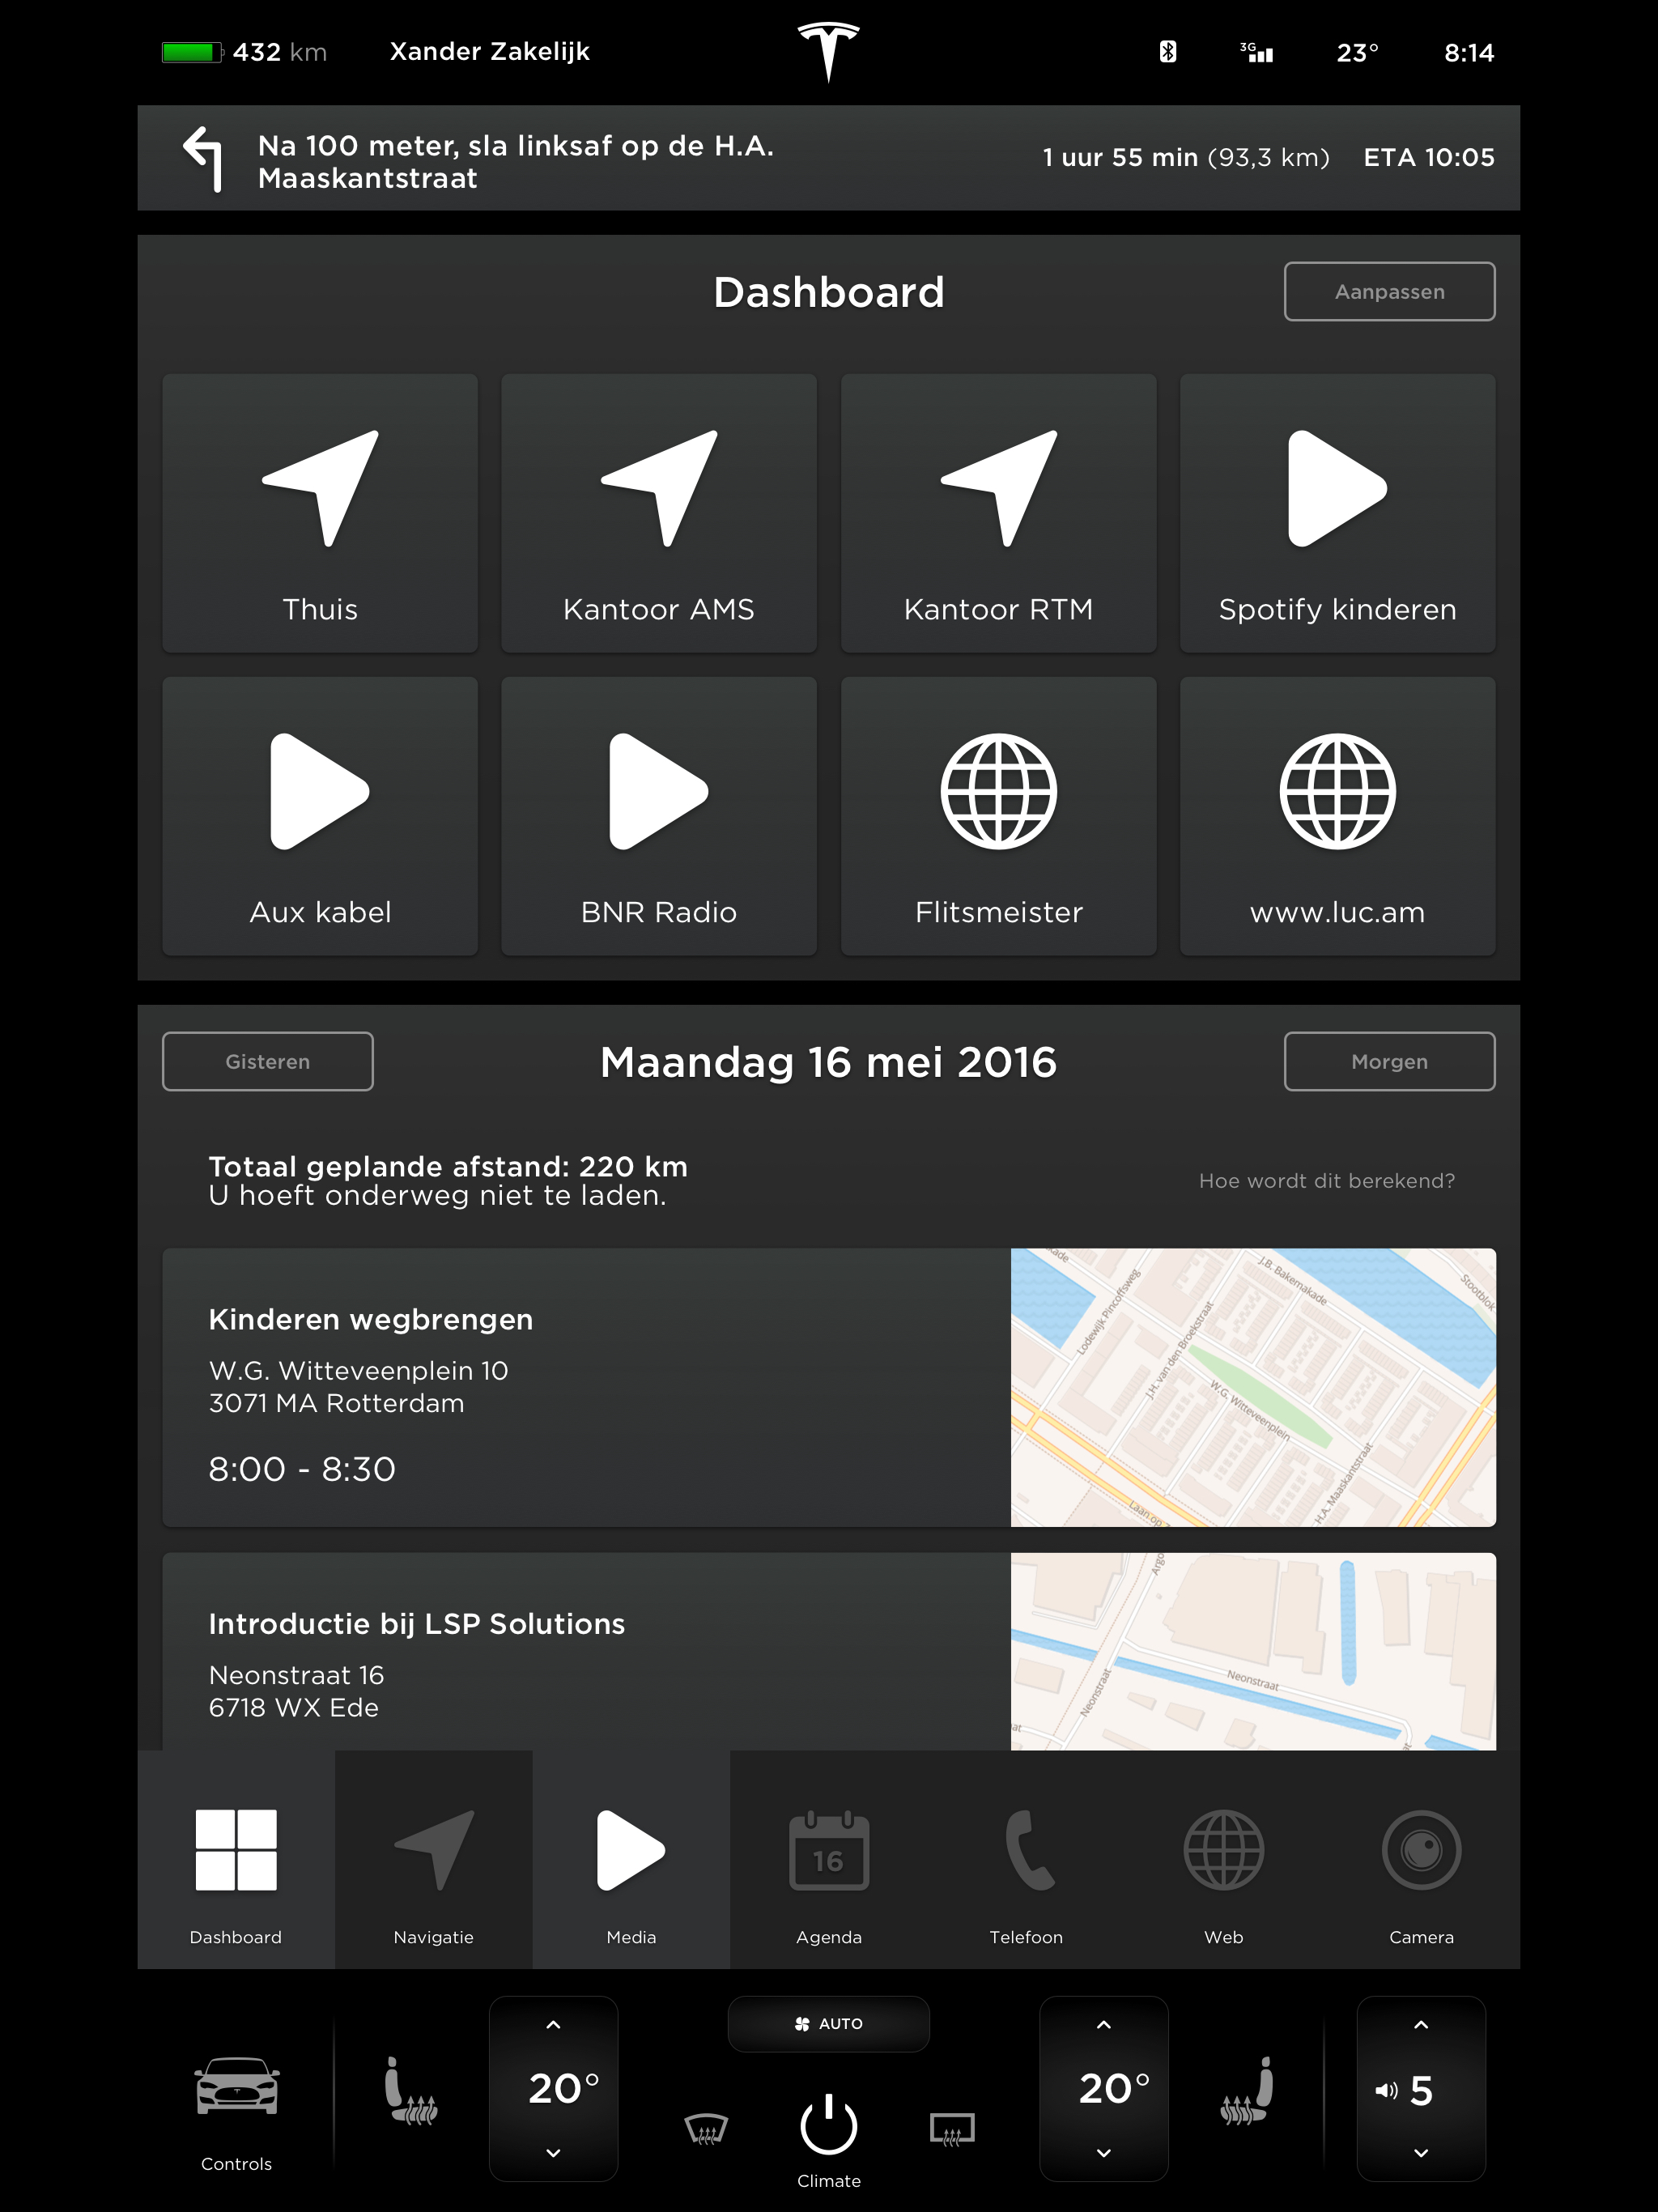 432 km
Xander Zakelijk
3G
23°
8:14
Na 100 meter, sla linksaf op de H.A.
Maaskantstraat
1 uur 55 min (93,3 km)
ETA 10:05
Dashboard
Aanpassen
Thuis
Kantoor AMS
Kantoor RTM
Spotify kinderen
Aux kabel
BNR Radio
Flitsmeister
www.luc.am
Gisteren
Maandag 16 mei 2016
Morgen
Totaal geplande afstand: 220 km
U hoeft onderweg niet te laden.
Hoe wordt dit berekend?
Kinderen wegbrengen
W.G. Witteveenplein 10
3071 MA Rotterdam
8:00 - 8:30
kade
Lodewijk Pincoffsweg
J.B. Bakemakade
Stootblok
J.H. van den Broekstraat
W.G. Witteveenplein
H.A. Maaskantstraat
Laan op Z
Introductie bij LSP Solutions
Neonstraat 16
6718 WX Ede
Argo
Neonstraat
Neonstraat
at
at
16
Dashboard
Navigatie
Media
Agenda
Telefoon
Web
Camera
AUTO
20°
20°
5
Controls
Climate